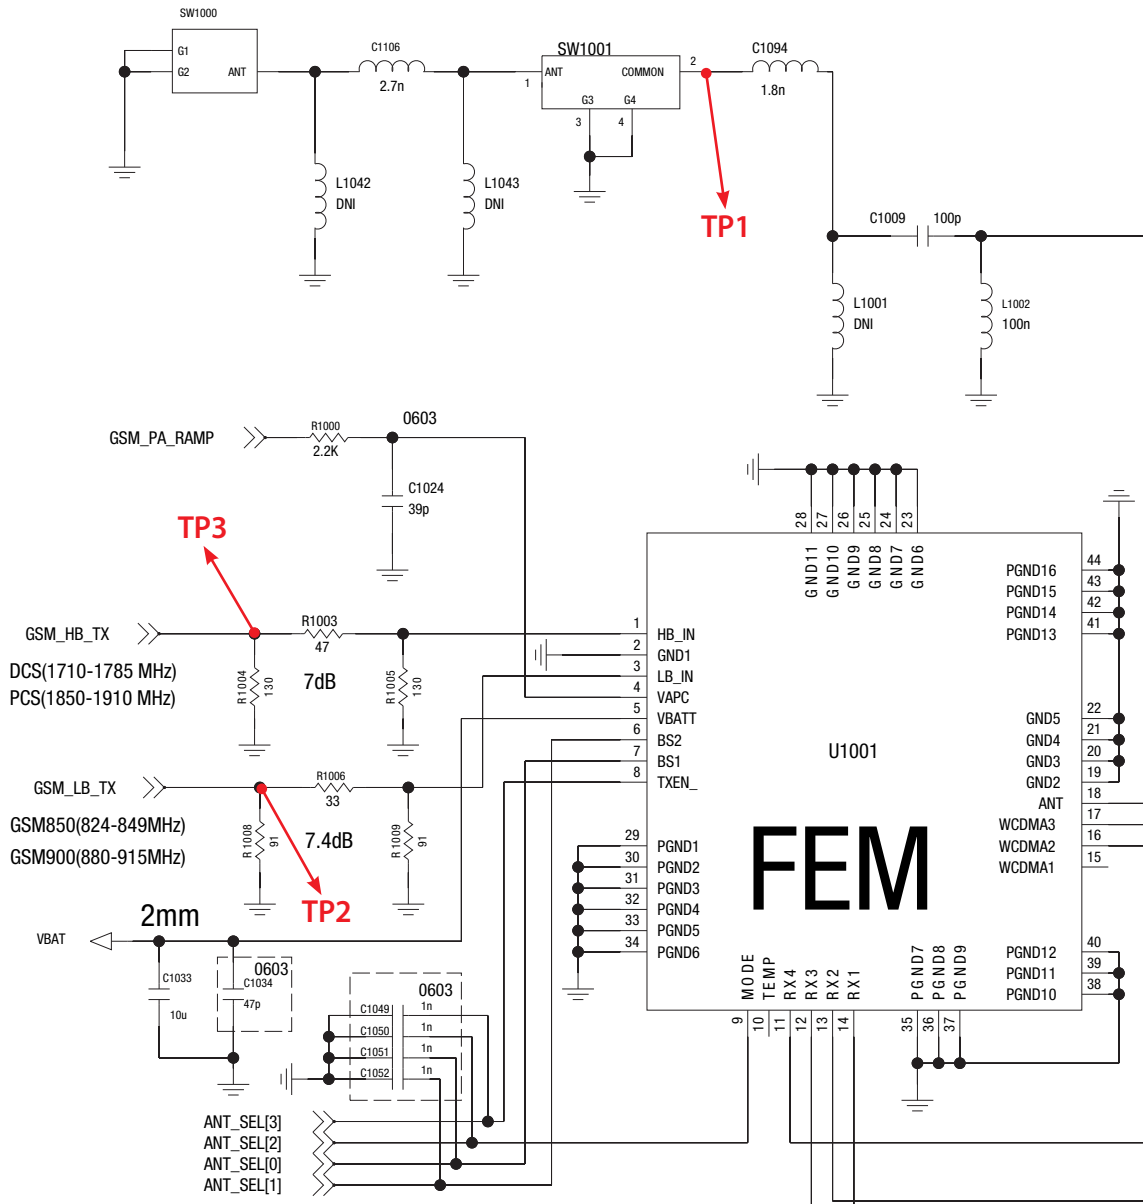 SW1000
G1
G2
ANT
C1106
2.7n
SW1001
ANT
COMMON
1
2
G3
G4
3
4
C1094
1.8n
TP1
L1042
DNI
L1043
DNI
C1009
100p
L1001
DNI
L1002
100n
GSM_PA_RAMP
R1000
2.2K
0603
C1024
39p
TP3
GSM_HB_TX
R1003
47
DCS(1710-1785 MHz)
PCS(1850-1910 MHz)
R1004
130
7dB
R1005
130
GSM_LB_TX
R1006
33
GSM850(824-849MHz)
GSM900(880-915MHz)
R1008
91
7.4dB
R1009
91
TP2
VBAT
2mm
C1033
10u
0603
C1034
47p
0603
C1049
1n
C1050
1n
C1051
1n
C1052
1n
ANT_SEL[3]
ANT_SEL[2]
ANT_SEL[0]
ANT_SEL[1]
28
27
26
25
24
23
GND11
GND10
GND9
GND8
GND7
GND6
1
HB_IN
2
GND1
3
LB_IN
4
VAPC
5
VBATT
6
BS2
7
BS1
8
TXEN_
29
PGND1
30
PGND2
31
PGND3
32
PGND4
33
PGND5
34
PGND6
U1001
FEM
PGND16
44
PGND15
43
PGND14
42
PGND13
41
GND5
22
GND4
21
GND3
20
GND2
19
ANT
18
WCDMA3
17
WCDMA2
16
WCDMA1
15
PGND12
40
PGND11
39
PGND10
38
MODE
TEMP
RX4
RX3
RX2
RX1
PGND7
PGND8
PGND9
9
10
11
12
13
14
35
36
37